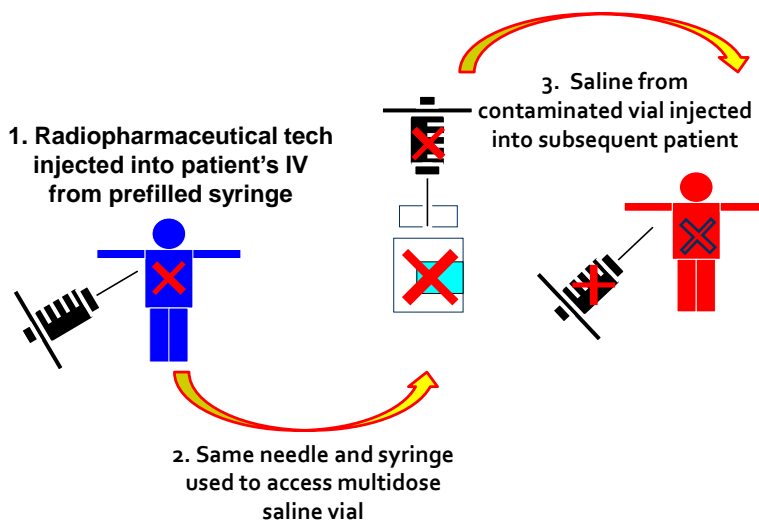 1. Radiopharmaceutical tech
injected into patient's IV
from prefilled syringe
2. Same needle and syringe
used to access multidose
saline vial
3. Saline from
contaminated vial injected
into subsequent patient